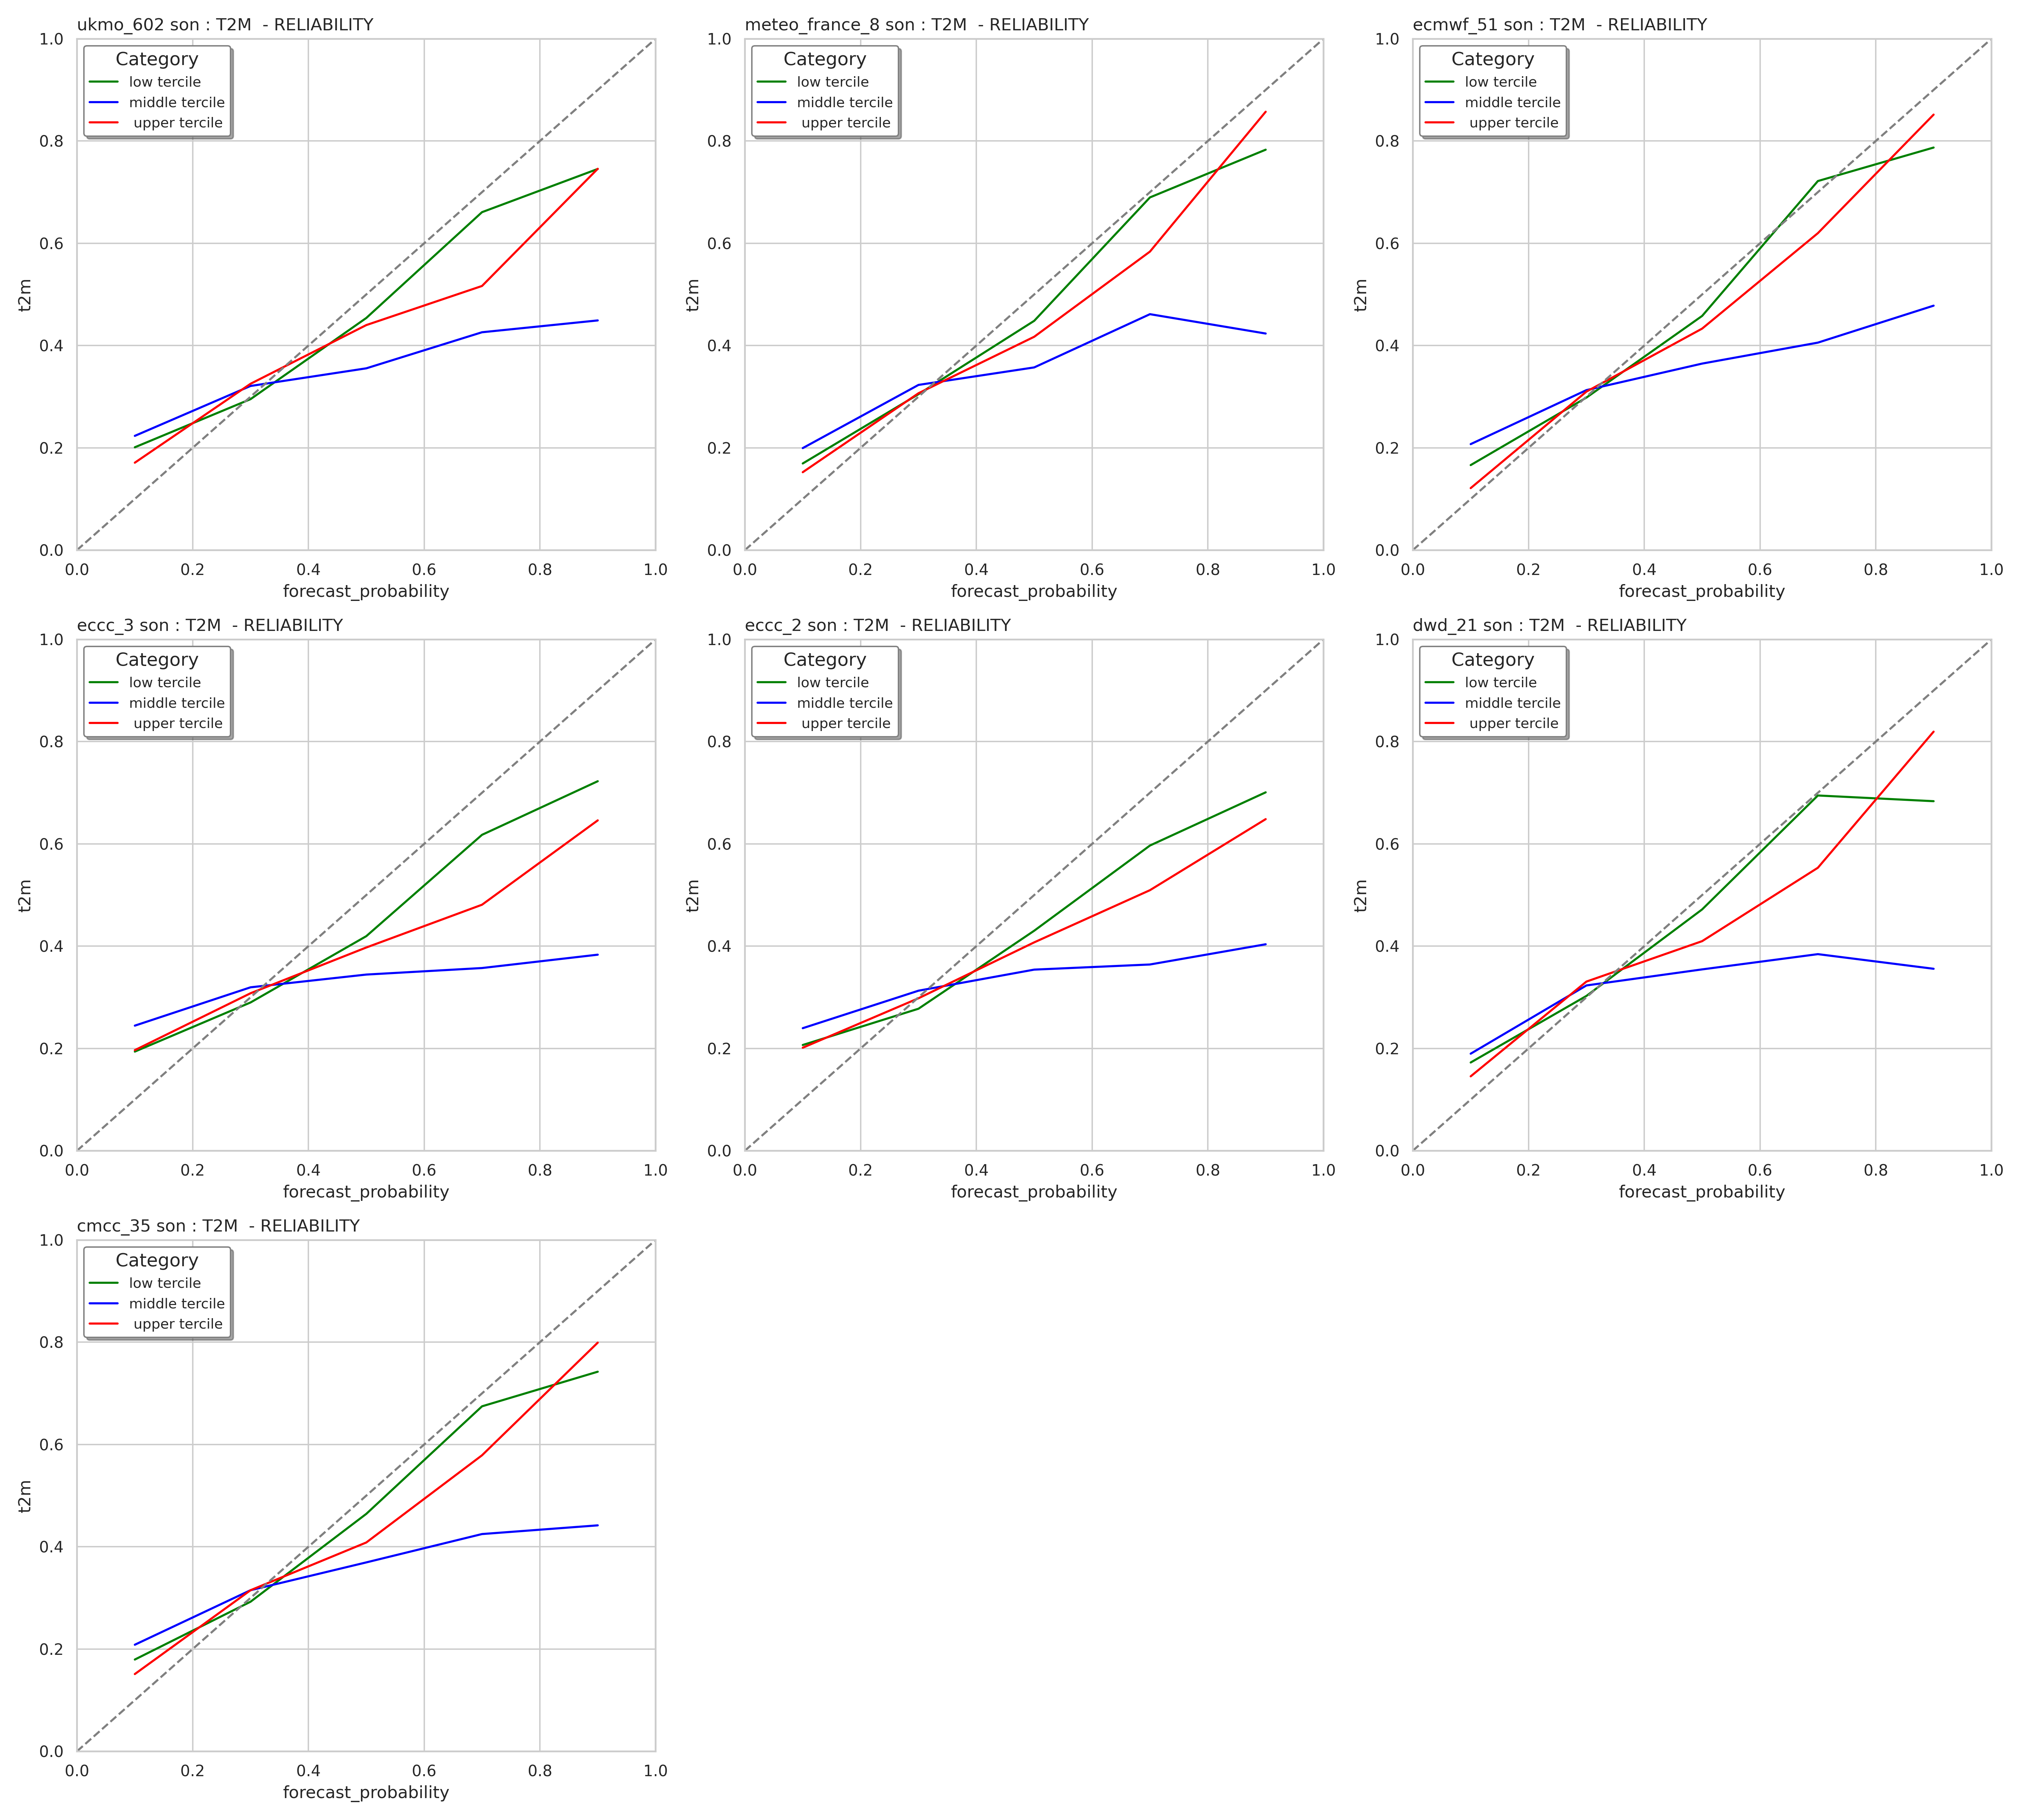 ukmo_602 son : T2M  - RELIABILITY
1.0
Category
low tercile
middle tercile
upper tercile
0.8
0.6
t2m
0.4
0.2
0.0
0.0 0.2 0.4 0.6 0.8 1.0
forecast_probability
meteo_france_8 son : T2M  - RELIABILITY
1.0
Category
low tercile
middle tercile
upper tercile
0.8
0.6
t2m
0.4
0.2
0.0
0.0 0.2 0.4 0.6 0.8 1.0
forecast_probability
ecmwf_51 son : T2M  - RELIABILITY
1.0
Category
low tercile
middle tercile
upper tercile
0.8
0.6
t2m
0.4
0.2
0.0
0.0 0.2 0.4 0.6 0.8 1.0
forecast_probability
eccc_3 son : T2M  - RELIABILITY
1.0
Category
low tercile
middle tercile
upper tercile
0.8
0.6
t2m
0.4
0.2
0.0
0.0 0.2 0.4 0.6 0.8 1.0
forecast_probability
eccc_2 son : T2M  - RELIABILITY
1.0
Category
low tercile
middle tercile
upper tercile
0.8
0.6
t2m
0.4
0.2
0.0
0.0 0.2 0.4 0.6 0.8 1.0
forecast_probability
dwd_21 son : T2M  - RELIABILITY
1.0
Category
low tercile
middle tercile
upper tercile
0.8
0.6
t2m
0.4
0.2
0.0
0.0 0.2 0.4 0.6 0.8 1.0
forecast_probability
cmcc_35 son : T2M  - RELIABILITY
1.0
Category
low tercile
middle tercile
upper tercile
0.8
0.6
t2m
0.4
0.2
0.0
0.0 0.2 0.4 0.6 0.8 1.0
forecast_probability